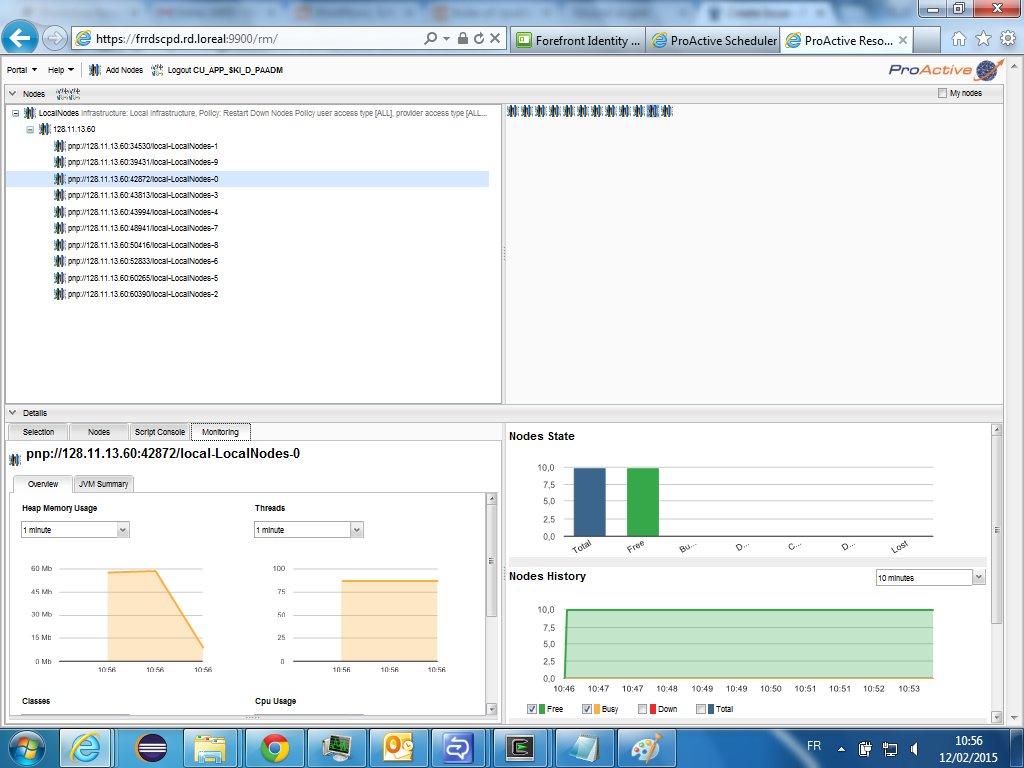 https://frrdscpd.rd.loreal:9900/rm/
Forefront Identity ...
ProActive Scheduler
ProActive Reso...
Portal
Help
Add Nodes
Logout CU_APP_SKI_D_PAADM
ProActive
Nodes
My nodes
LocalNodes infrastructure: Local Infrastructure, Policy: Restart Down Nodes Policy user access type [ALL], provider access type [ALL...
128.11.13.60
pnp://128.11.13.60:34530/local-LocalNodes-1
pnp://128.11.13.60:39431/local-LocalNodes-9
pnp://128.11.13.60:42872/local-LocalNodes-0
pnp://128.11.13.60:43813/local-LocalNodes-3
pnp://128.11.13.60:43994/local-LocalNodes-4
pnp://128.11.13.60:48941/local-LocalNodes-7
pnp://128.11.13.60:50416/local-LocalNodes-8
pnp://128.11.13.60:52833/local-LocalNodes-6
pnp://128.11.13.60:60265/local-LocalNodes-5
pnp://128.11.13.60:60390/local-LocalNodes-2
Details
Selection
Nodes
Script Console
Monitoring
pnp://128.11.13.60:42872/local-LocalNodes-0
Overview
JVM Summary
Heap Memory Usage
1 minute
60 Mb
45 Mb
30 Mb
15 Mb
0 Mb
10:56 10:56 10:56
Threads
1 minute
100
75
50
25
0
10:56 10:56 10:56
Classes
Cpu Usage
Nodes State
10,0
7,5
5,0
2,5
0,0
Total Free Bu... D... C... D... Lost
Nodes History
10 minutes
10,0
7,5
5,0
2,5
0,0
10:46 10:47 10:47 10:48 10:49 10:49 10:50 10:51 10:51 10:52 10:53
Free Busy Down Total
FR
10:56
12/02/2015